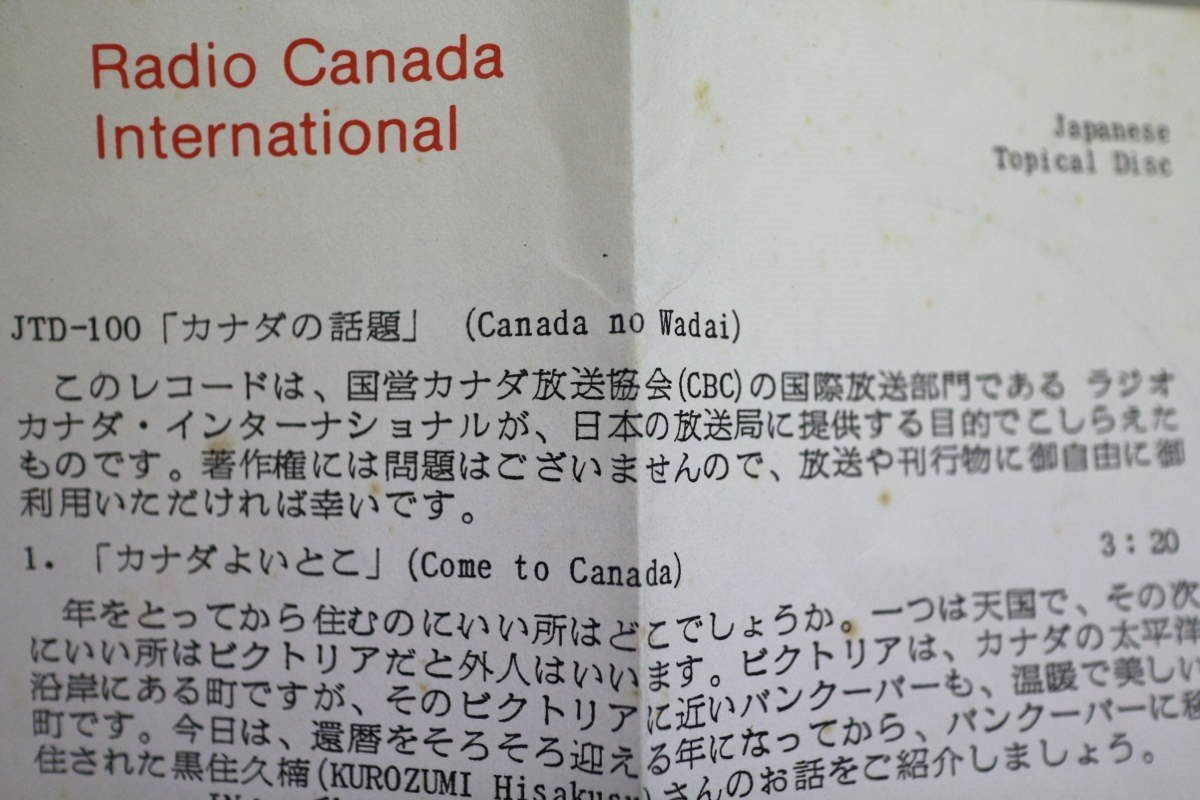 Radio Canada
International
Japanese
Topical Disc
JTD-100「カナダの話題」 (Canada no Wadai)
このレコードは、国営カナダ放送協会(CBC)の国際放送部門である ラジオ
カナダ・インターナショナルが、日本の放送局に提供する目的でこしらえた
ものです。著作権には問題はございませんので、放送や刊行物に御自由に御
利用いただければ幸いです。
1. 「カナダよいとこ」(Come to Canada) 3:20
年をとってから住むのにいい所はどこでしょうか。一つは天国で、その次
にいい所はビクトリアだと外人はいいます。ビクトリアは、カナダの太平洋
沿岸にある町ですが、そのビクトリアに近いバンクーバーも、温暖で美しい
町です。今日は、還暦をそろそろ迎える年になってから、バンクーバーに移
住された黒住久楠(KUROZUMI さんのお話をご紹介しましょう。